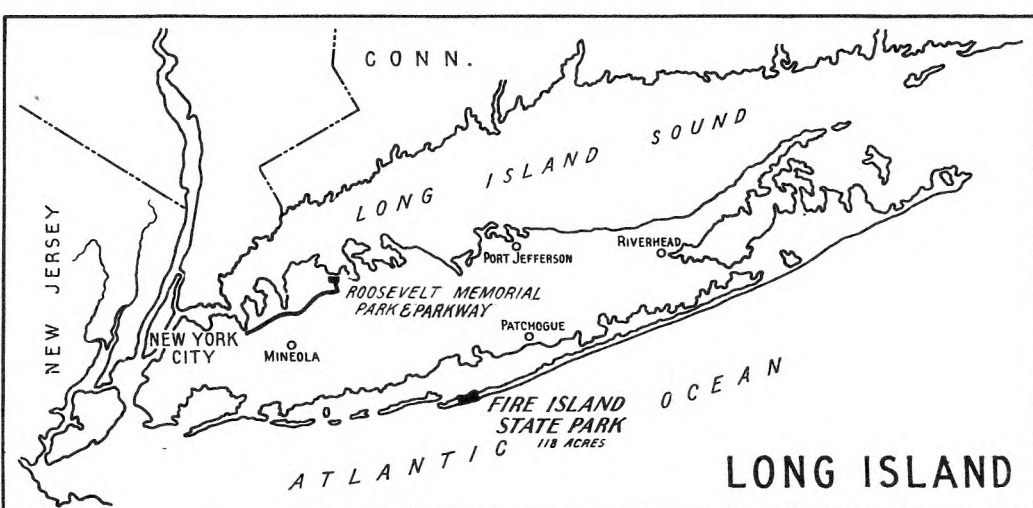 CONN.
LONG ISLAND SOUND
NEW JERSEY
RIVERHEAD
PORT JEFFERSON
ROOSEVELT MEMORIAL
PARK & PARKWAY
PATCHOGUE
NEW YORK
CITY
MINEOLA
FIRE ISLAND
STATE PARK
118 ACRES
ATLANTIC OCEAN
LONG ISLAND